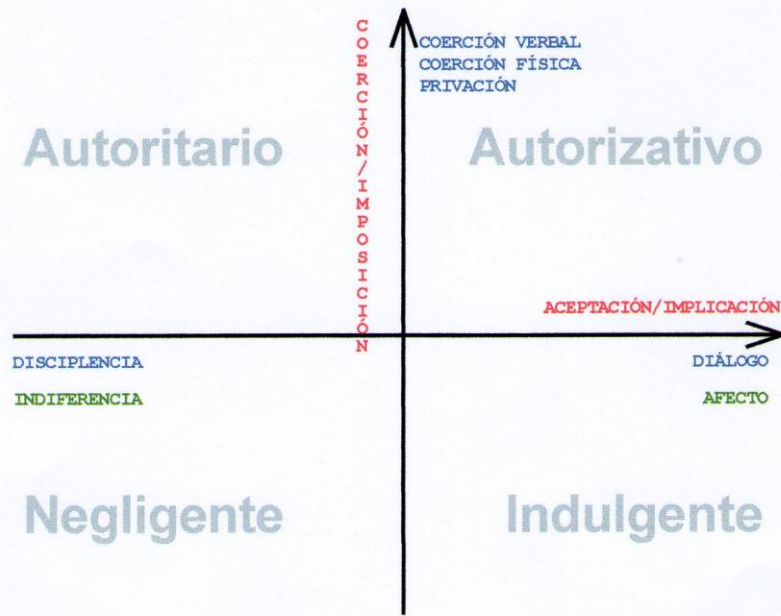 COERCIÓN/IMPOSICIÓN
COERCIÓN VERBAL
COERCIÓN FÍSICA
PRIVACIÓN
Autoritario
Autorizativo
ACEPTACIÓN/IMPLICACIÓN
DISCIPLENCIA
DIÁLOGO
INDIFERENCIA
AFECTO
Negligente
Indulgente